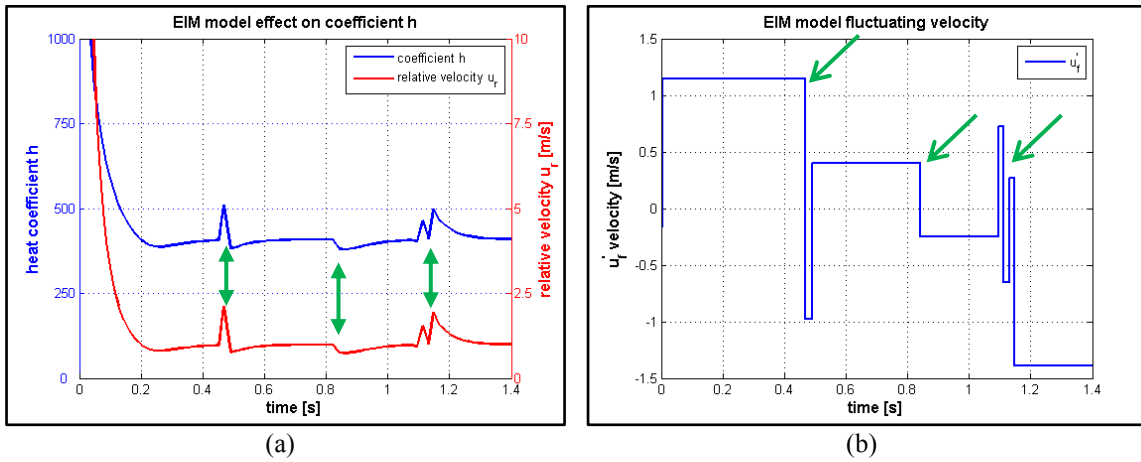 EIM model effect on coefficient h
1000
750
500
250
0
heat coefficient h
10
7.5
5
2.5
0
relative velocity u_r [m/s]
coefficient h
relative velocity u_r
0 0.2 0.4 0.6 0.8 1 1.2 1.4
time [s]
(a)
EIM model fluctuating velocity
1.5
1
0.5
0
-0.5
-1
-1.5
u_f' velocity [m/s]
u_f'
0 0.2 0.4 0.6 0.8 1 1.2 1.4
time [s]
(b)